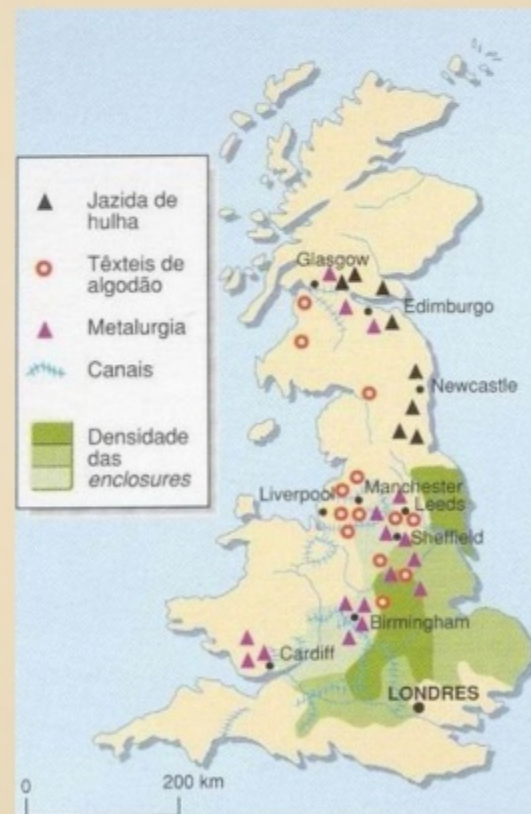 Jazida de
hulha
Têxteis de
algodão
Metalurgia
Canais
Densidade
das
enclosures
Glasgow
Edimburgo
Newcastle
Liverpool
Manchester
Leeds
Sheffield
Birmingham
Cardiff
LONDRES
0 200 km